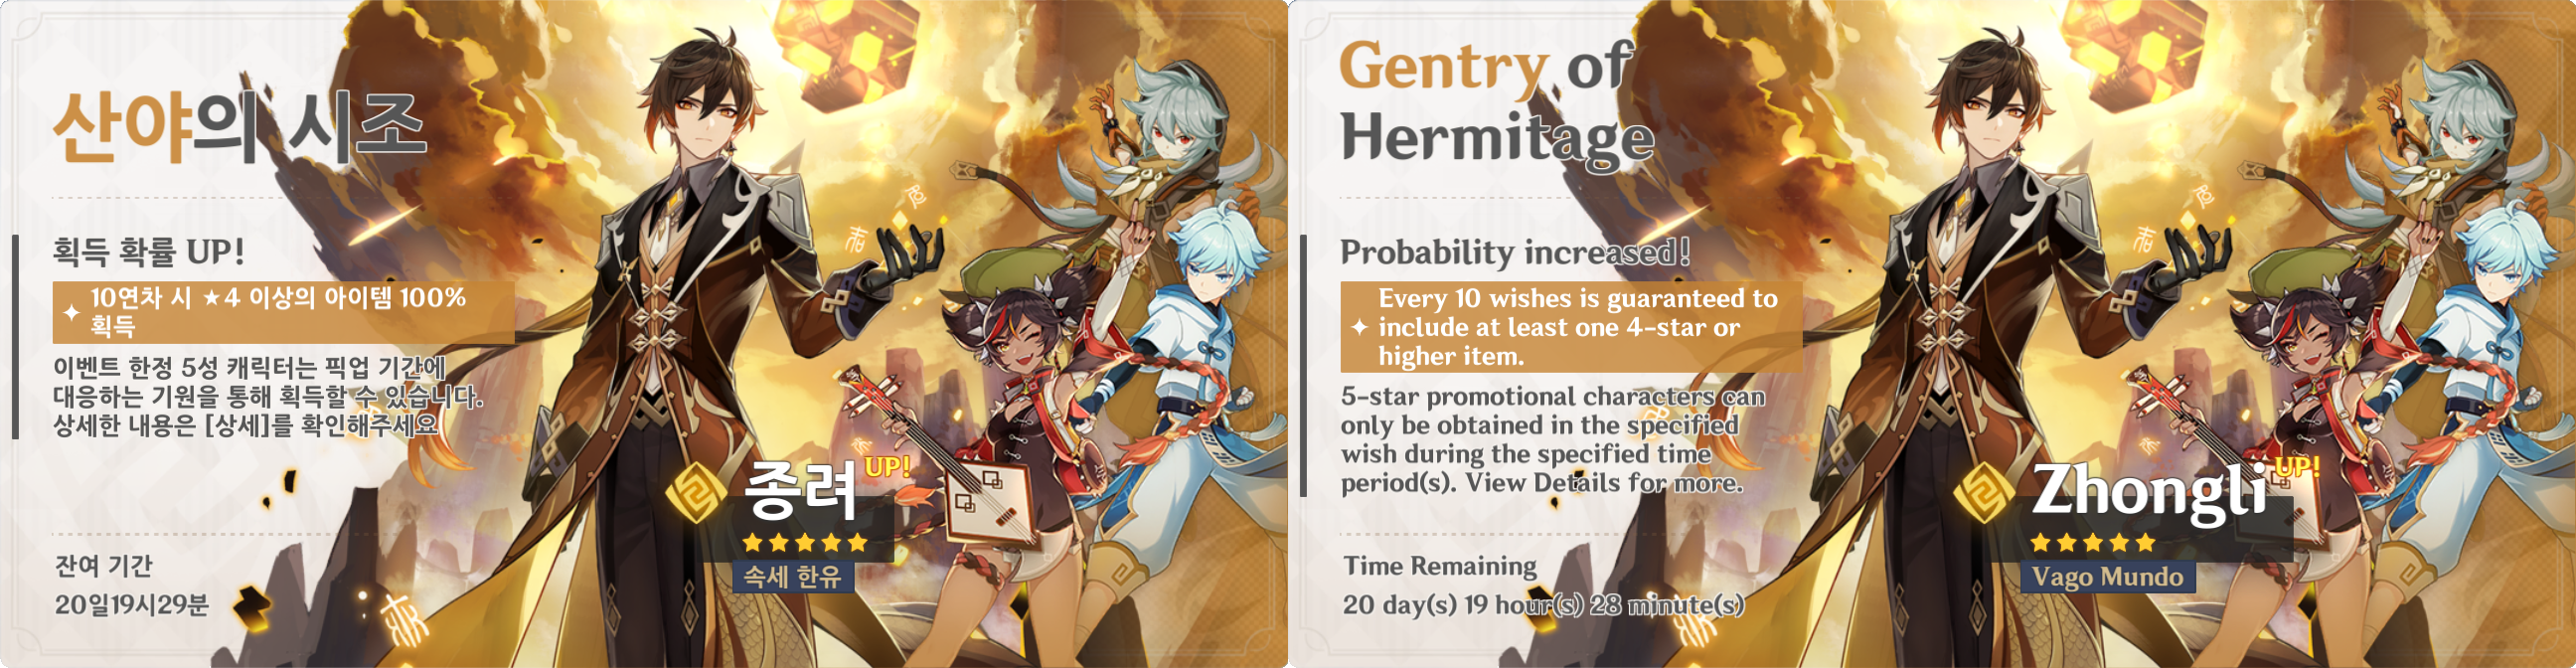 산야의 시조
획득 확률 UP!
10연차 시 ★4 이상의 아이템 100%
획득
이벤트 한정 5성 캐릭터는 픽업 기간에
대응하는 기원을 통해 획득할 수 있습니다.
상세한 내용은 [상세]를 확인해주세요
잔여 기간
20일19시29분
종려 UP!
속세 한유
Gentry of
Hermitage
Probability increased!
Every 10 wishes is guaranteed to
include at least one 4-star or
higher item.
5-star promotional characters can
only be obtained in the specified
wish during the specified time
period(s). View Details for more.
Time Remaining
20 day(s) 19 hour(s) 28 minute(s)
Zhongli UP!
Vago Mundo